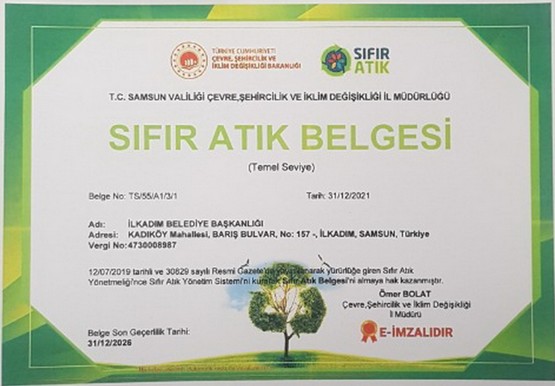 TÜRKİYE CUMHURİYETİ
ÇEVRE, ŞEHİRCİLİK VE
İKLİM DEĞİŞİKLİĞİ BAKANLIĞI
SIFIR
ATIK
T.C. SAMSUN VALİLİĞİ ÇEVRE,ŞEHİRCİLİK VE İKLİM DEĞİŞİKLİĞİ İL MÜDÜRLÜĞÜ
SIFIR ATIK BELGESİ
(Temel Seviye)
Belge No: TS/55/A1/3/1
Tarih: 31/12/2021
Adı: İLKADIM BELEDİYE BAŞKANLIĞI
Adresi: KADIKÖY Mahallesi, BARIŞ BULVAR, No: 157 -, İLKADIM, SAMSUN, Türkiye
Vergi No:4730008987
12/07/2019 tarihli ve 30829 sayılı Resmi Gazete'de yayımlanarak yürürlüğe giren Sıfır Atık
Yönetmeliği'nce Sıfır Atık Yönetim Sistemi'ni kurarak Sıfır Atık Belgesi'ni almaya hak kazanmıştır.
Ömer BOLAT
Çevre,Şehircilik ve İklim Değişikliği
İl Müdürü
E-İMZALIDIR
Belge Son Geçerlilik Tarihi:
31/12/2026